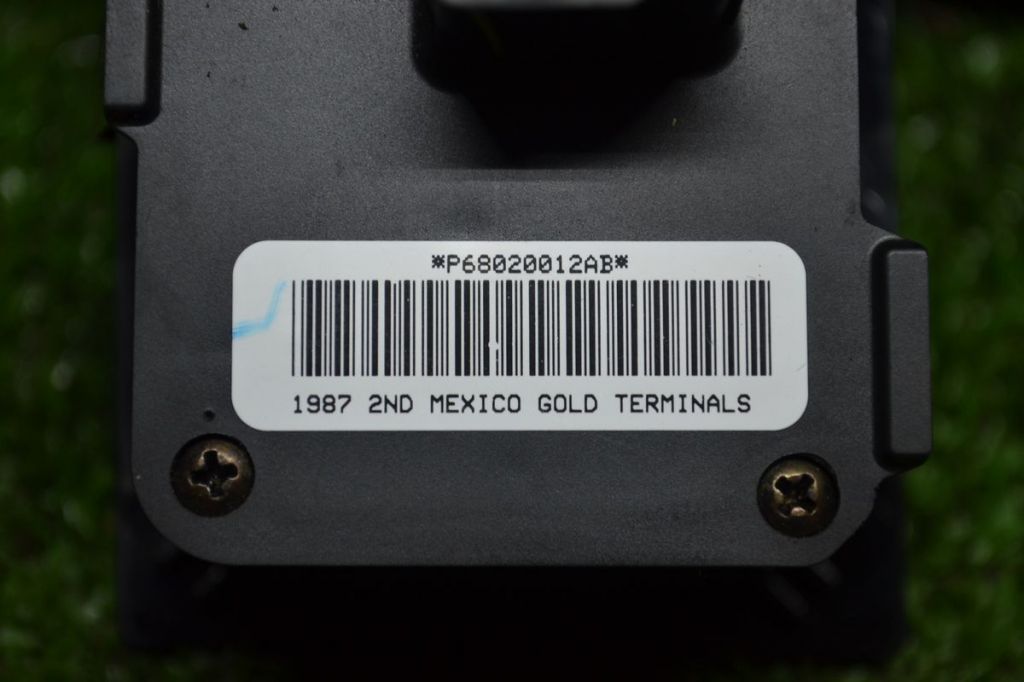 *P68020012AB*
1987 2ND MEXICO GOLD TERMINALS